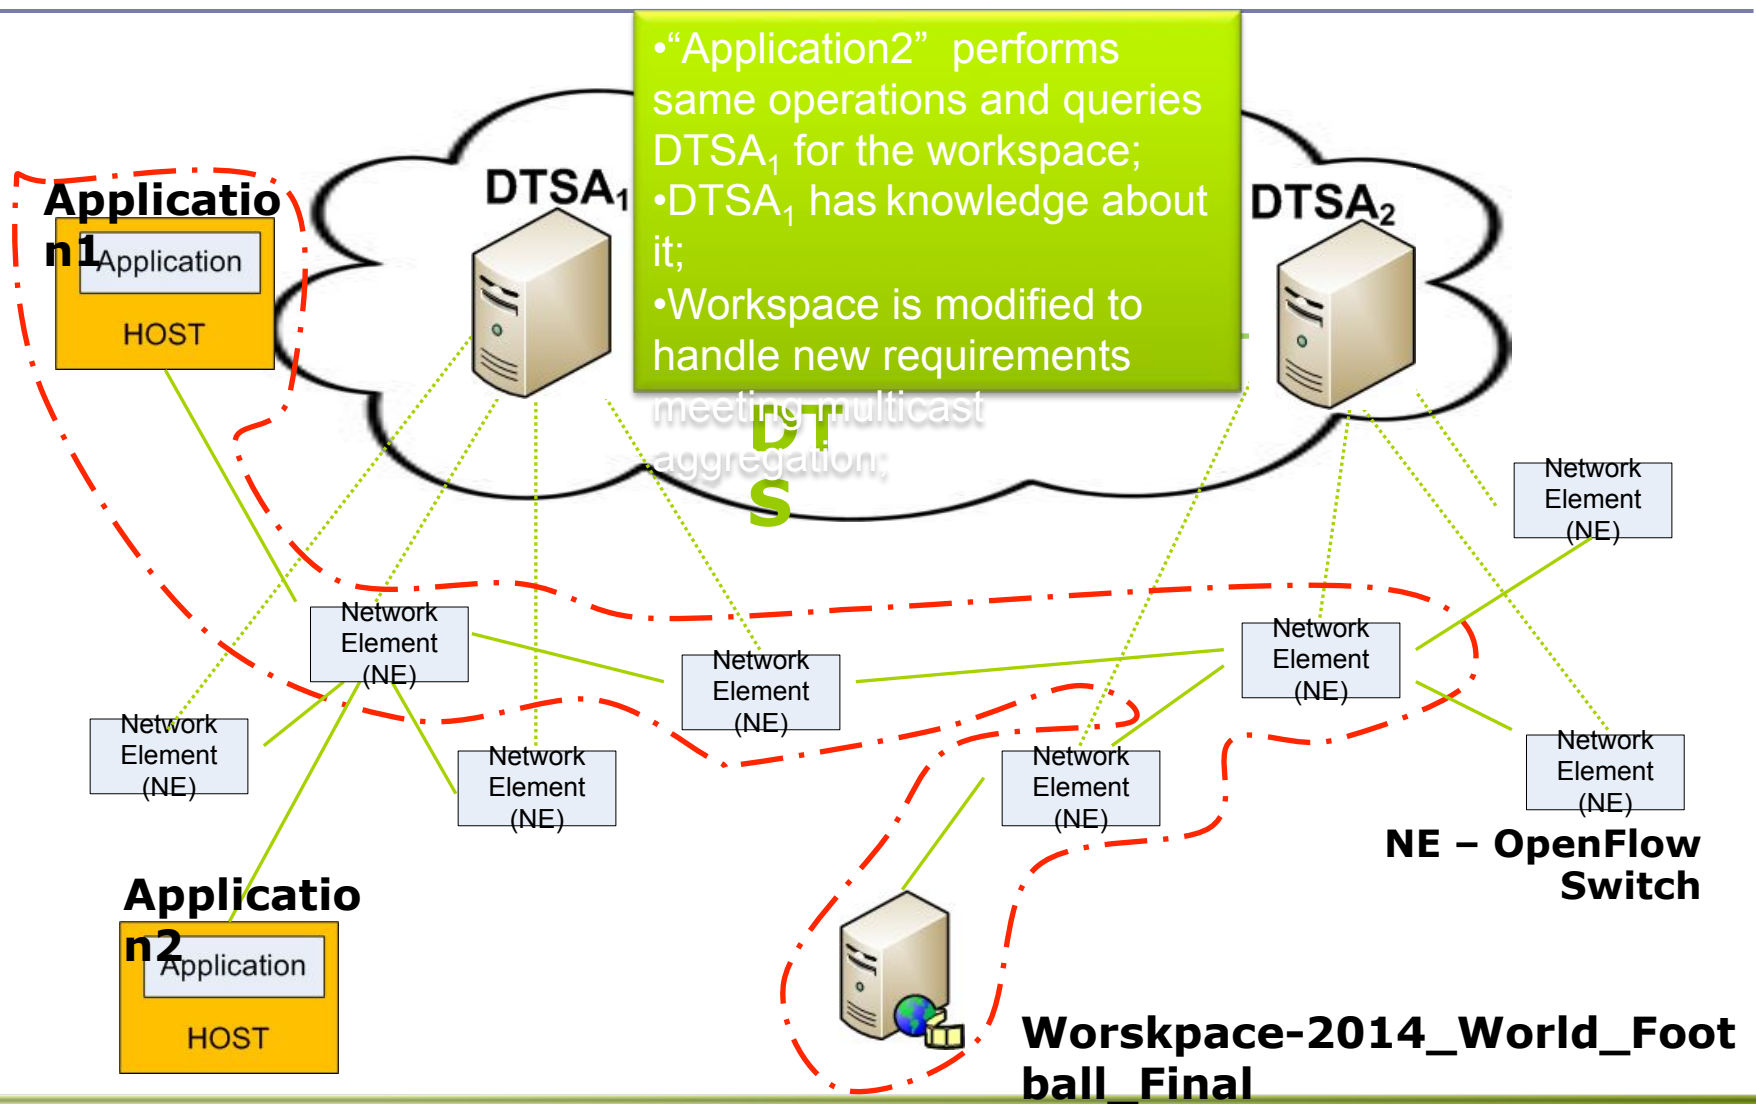 •“Application2” performs
same operations and queries
DTSA1 for the workspace;
•DTSA1 has knowledge about
it;
•Workspace is modified to
handle new requirements
meeting multicast
aggregation;
DTSA1
DTSA2
DT
S
Applicatio
n1
Application
HOST
Network
Element
(NE)
Network
Element
(NE)
Network
Element
(NE)
Network
Element
(NE)
Network
Element
(NE)
Network
Element
(NE)
Network
Element
(NE)
Network
Element
(NE)
NE – OpenFlow
Switch
Applicatio
n2
Application
HOST
Worskpace-2014_World_Foot
ball_Final